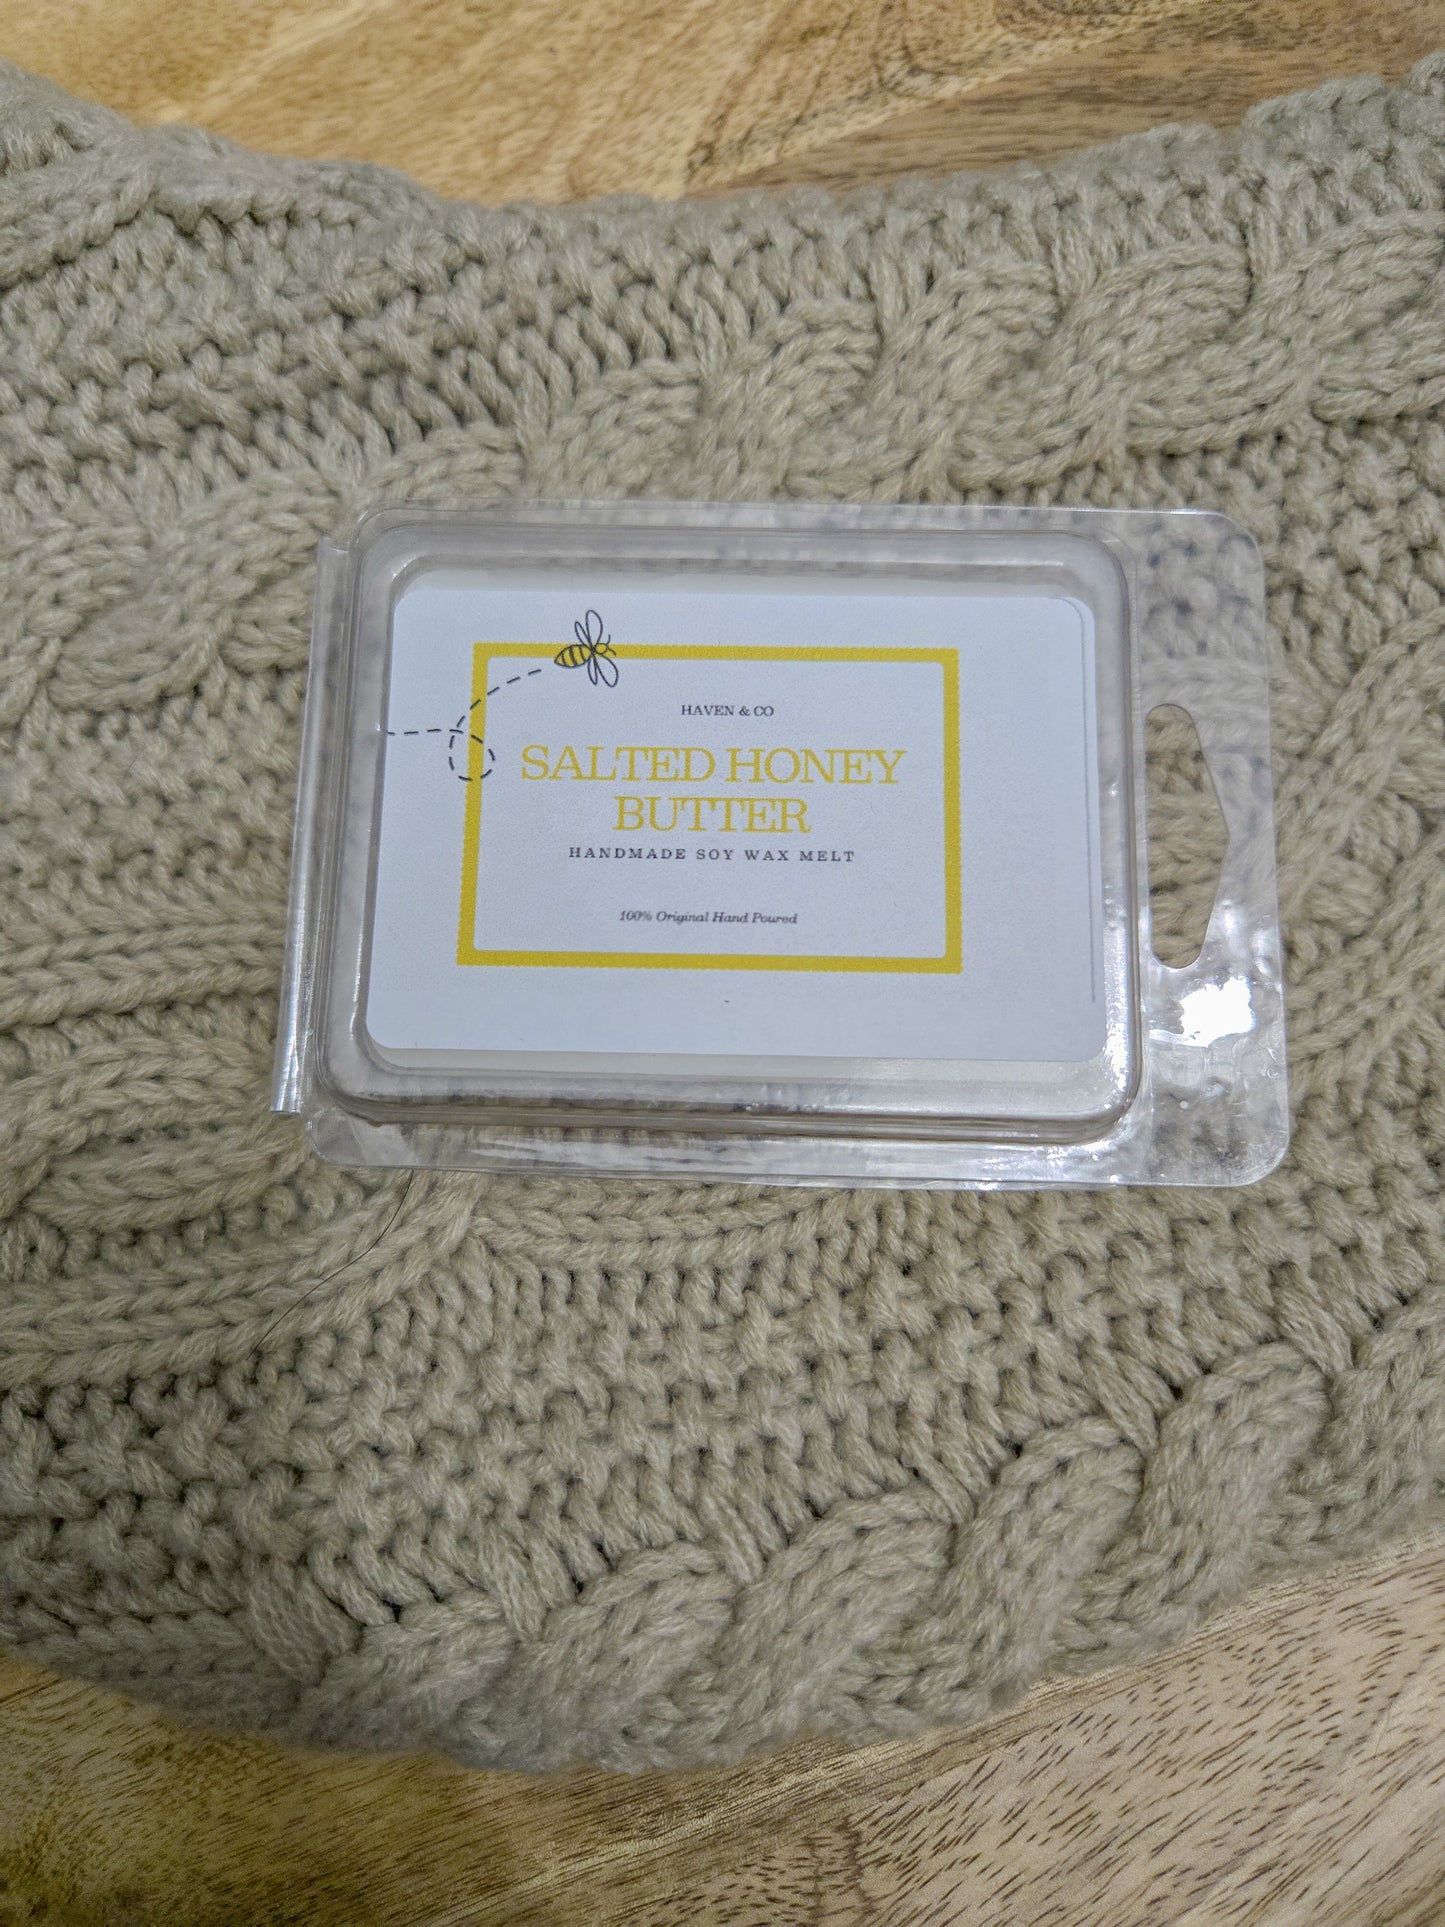 HAVEN & CO
SALTED HONEY
BUTTER
HANDMADE SOY WAX MELT
100% Original Hand Poured